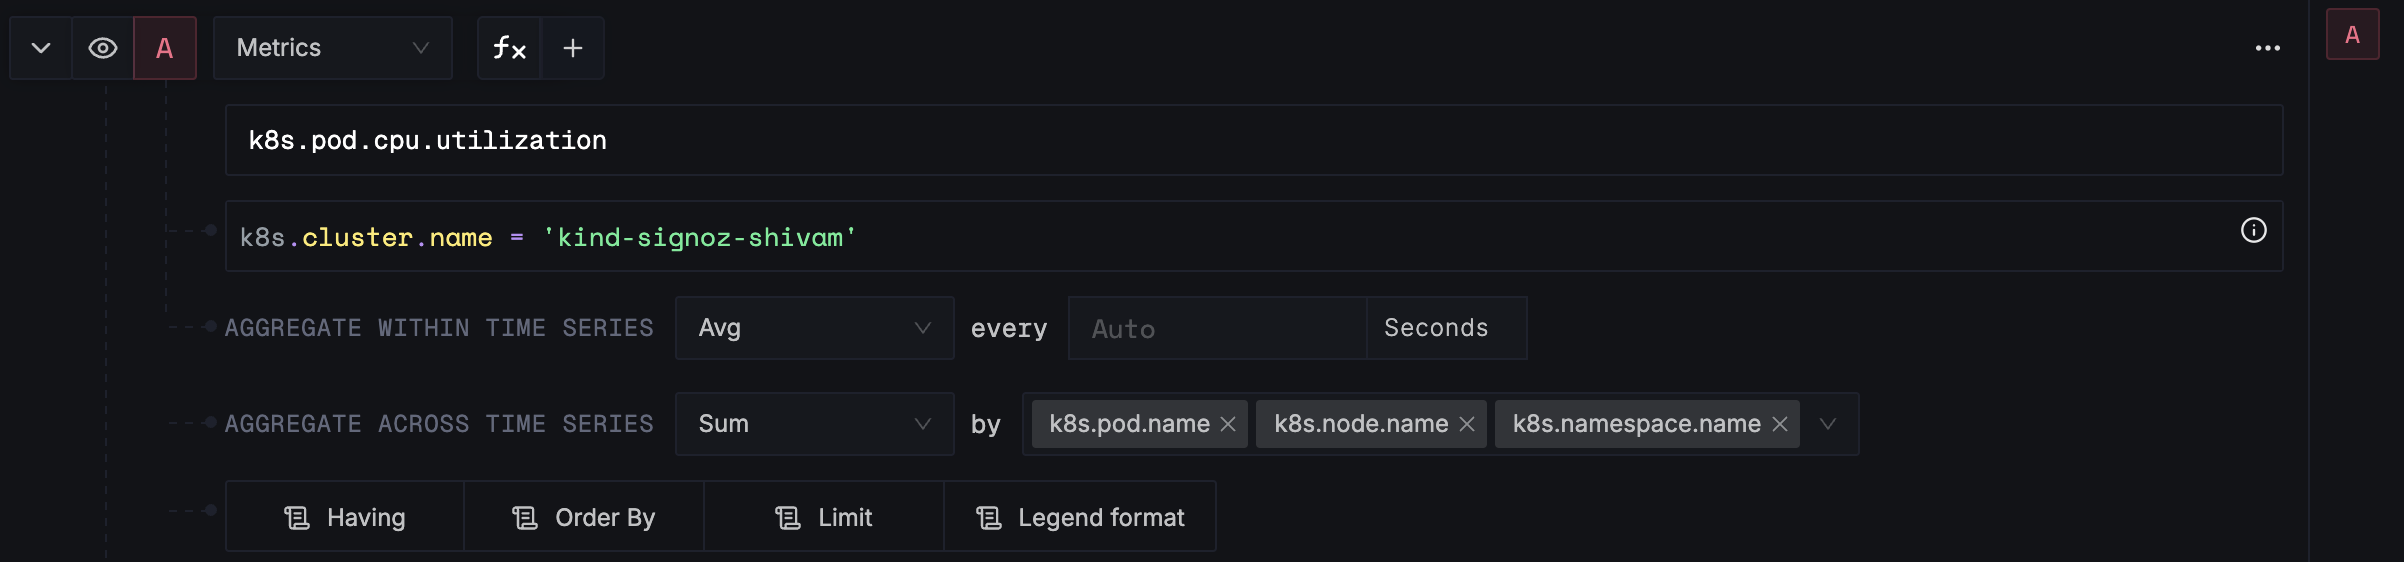 A Metrics fx + ... A
k8s.pod.cpu.utilization
k8s.cluster.name = 'kind-signoz-shivam'
AGGREGATE WITHIN TIME SERIES Avg every Auto Seconds
AGGREGATE ACROSS TIME SERIES Sum by k8s.pod.name k8s.node.name k8s.namespace.name
Having Order By Limit Legend format